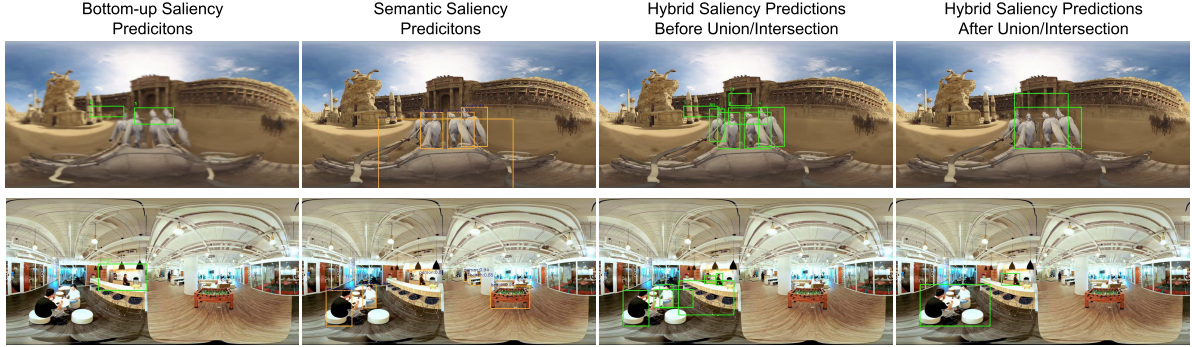 Bottom-up Saliency
Predicitons
Semantic Saliency
Predicitons
Hybrid Saliency Predictions
Before Union/Intersection
Hybrid Saliency Predictions
After Union/Intersection